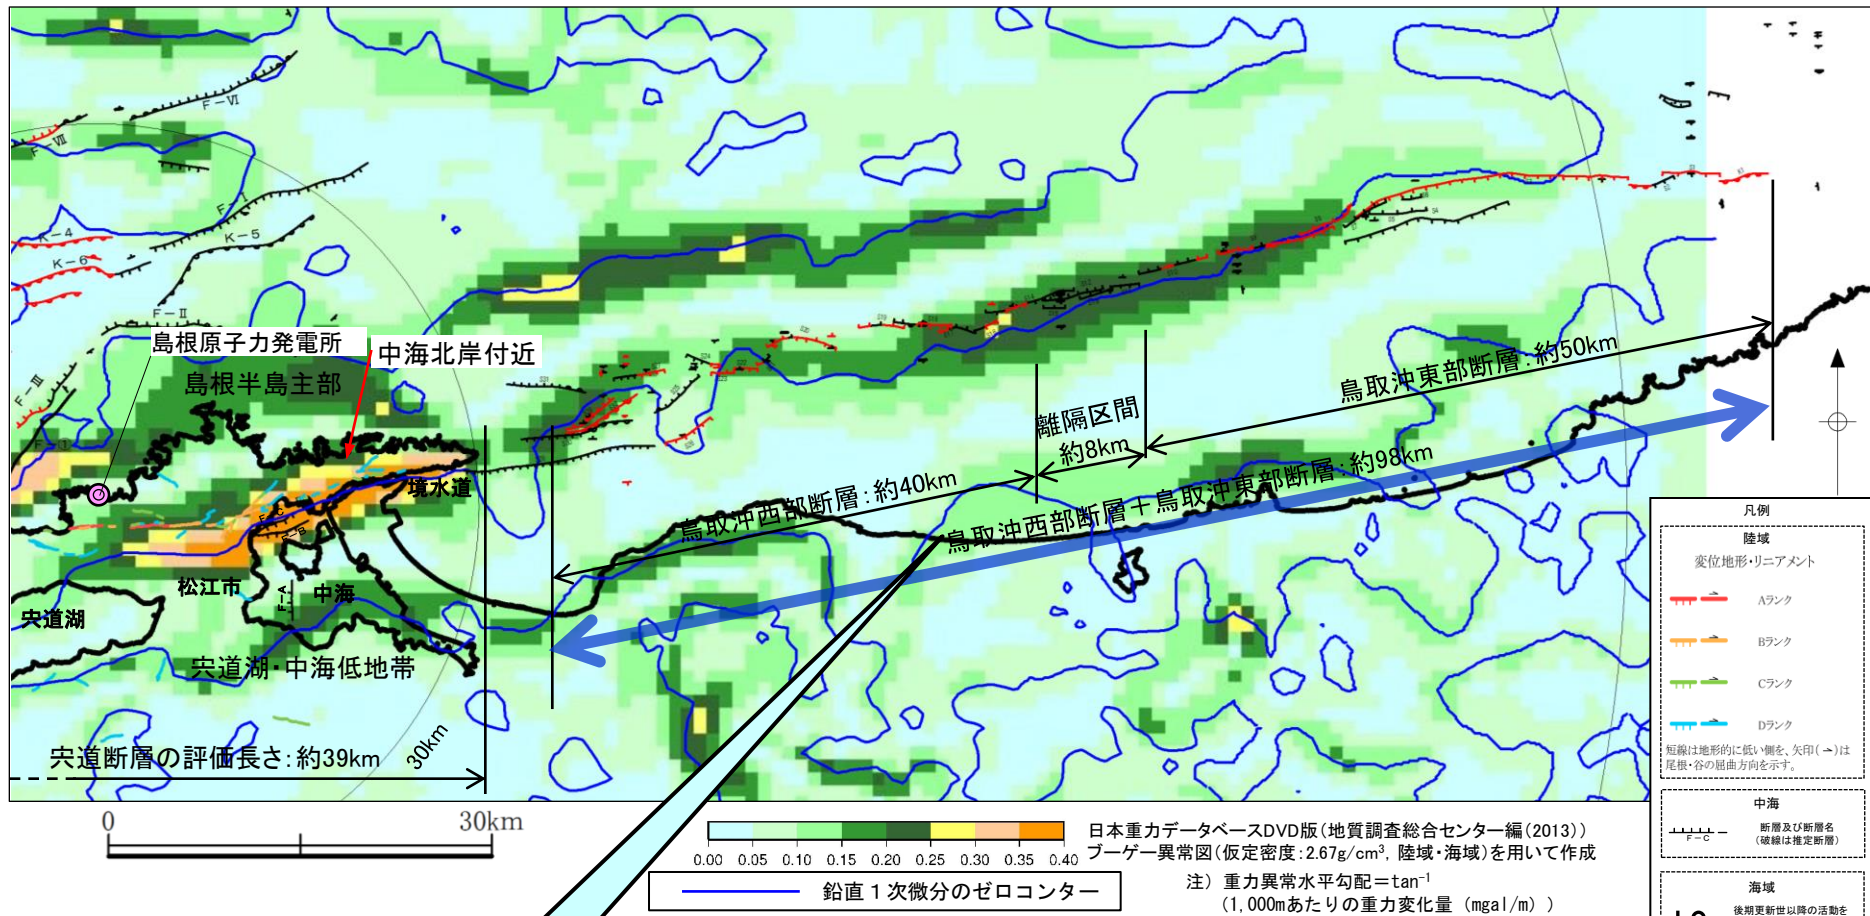 F-Ⅵ
F-Ⅶ
F-Ⅰ
K-4
K-5
K-6
F-Ⅱ
島根原子力発電所
中海北岸付近
島根半島主部
F-Ⅲ
F-①
境水道
F-C
F-B
F-A
松江市
中海
宍道湖
宍道湖・中海低地帯
宍道断層の評価長さ：約39km
30km
鳥取沖東部断層：約50km
離隔区間
約8km
鳥取沖西部断層：約40km
鳥取沖西部断層＋鳥取沖東部断層：約98km
0
30km
0.00 0.05 0.10 0.15 0.20 0.25 0.30 0.35 0.40
鉛直１次微分のゼロコンター
日本重力データベースDVD版（地質調査総合センター編（2013））
ブーゲー異常図（仮定密度：2.67g/cm³，陸域・海域）を用いて作成
注）重力異常水平勾配＝tan⁻¹
（1,000mあたりの重力変化量（mgal/m））
凡例
陸域
変位地形・リニアメント
Aランク
Bランク
Cランク
Dランク
短線は地形的に低い側を、矢印（→）は
尾根・谷の屈曲方向を示す。
中海
F-C
断層及び断層名
（破線は推定断層）
海域
後期更新世以降の活動を